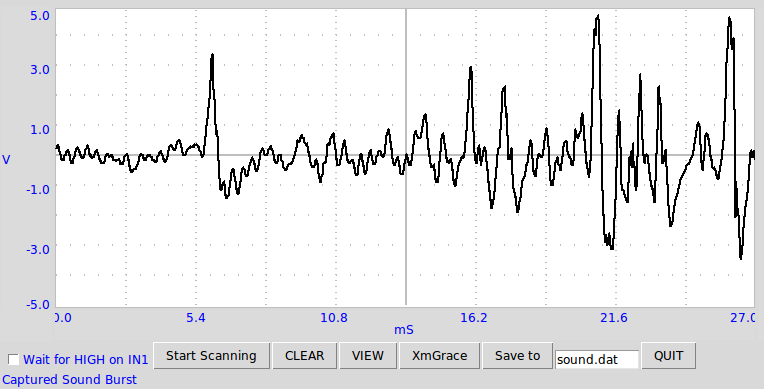 5.0
3.0
1.0
V
-1.0
-3.0
-5.0
0.0 5.4 10.8 16.2 21.6 27.0
mS
Wait for HIGH on IN1 Start Scanning CLEAR VIEW XmGrace Save to sound.dat QUIT
Captured Sound Burst